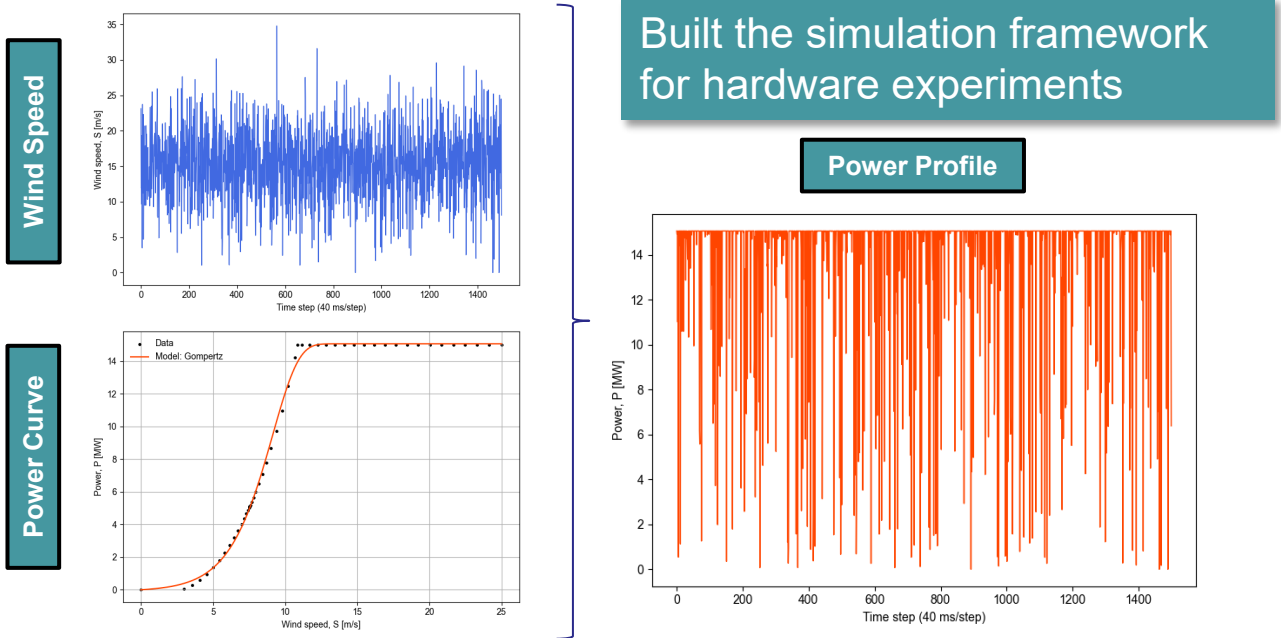 Built the simulation framework
for hardware experiments
Wind Speed
35
30
25
20
15
10
5
0
Wind speed, S [m/s]
0 200 400 600 800 1000 1200 1400
Time step (40 ms/step)
Power Curve
Data
Model: Gompertz
14
12
10
8
6
4
2
0
Power, P [MW]
0 5 10 15 20 25
Wind speed, S [m/s]
Power Profile
14
12
10
8
6
4
2
0
Power, P [MW]
0 200 400 600 800 1000 1200 1400
Time step (40 ms/step)